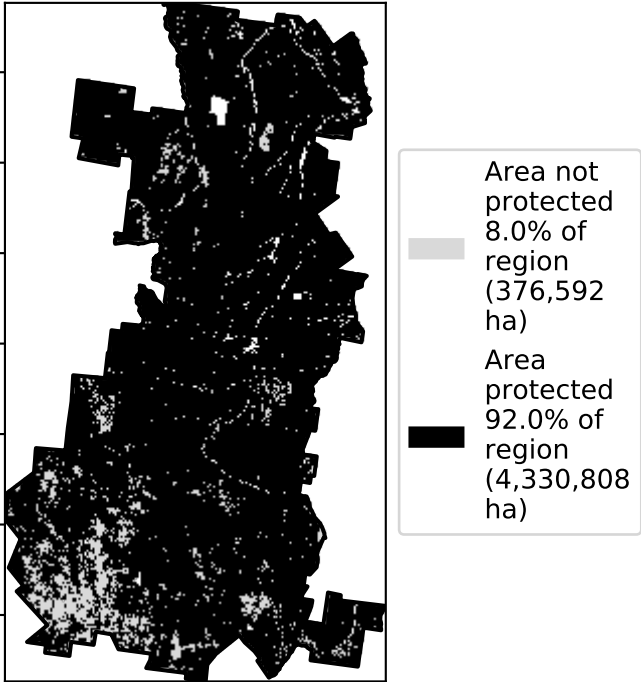 Area not
protected
8.0% of
region
(376,592
ha)
Area
protected
92.0% of
region
(4,330,808
ha)